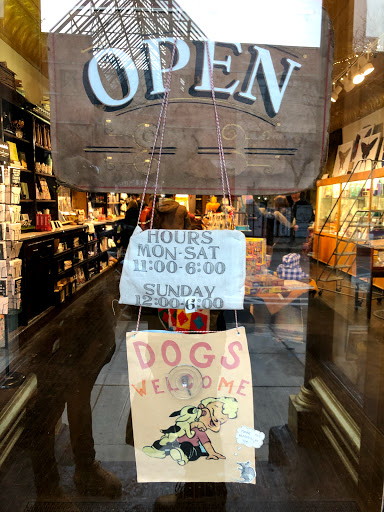 OPEN
HOURS
MON-SAT
11:00-6:00
SUNDAY
12:00-6:00
DOGS
WELCOME